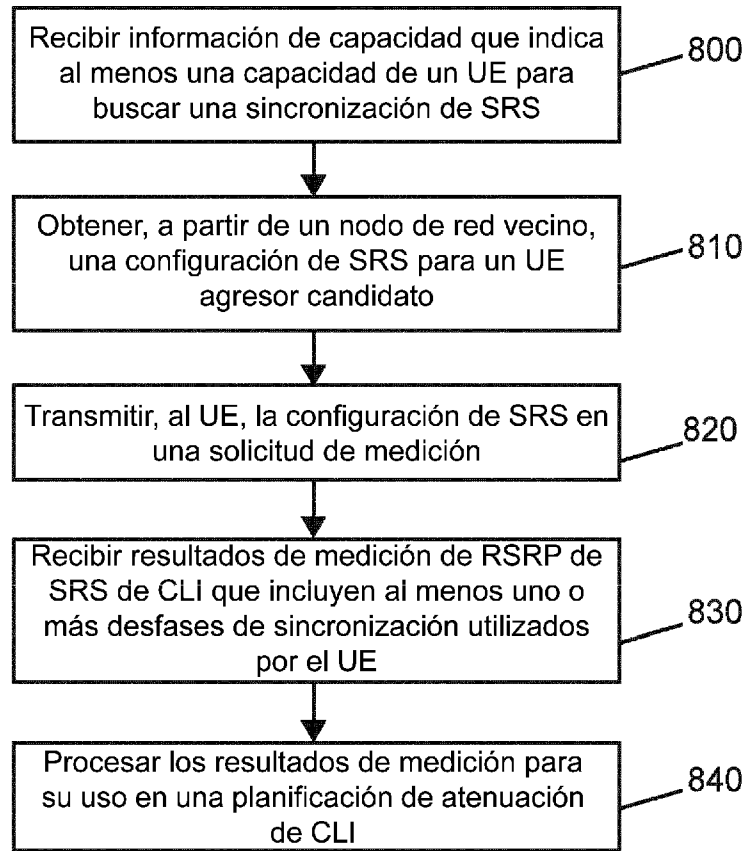 Recibir información de capacidad que indica
al menos una capacidad de un UE para
buscar una sincronización de SRS
800
Obtener, a partir de un nodo de red vecino,
una configuración de SRS para un UE
agresor candidato
810
Transmitir, al UE, la configuración de SRS en
una solicitud de medición
820
Recibir resultados de medición de RSRP de
SRS de CLI que incluyen al menos uno o
más desfases de sincronización utilizados
por el UE
830
Procesar los resultados de medición para
su uso en una planificación de atenuación
de CLI
840